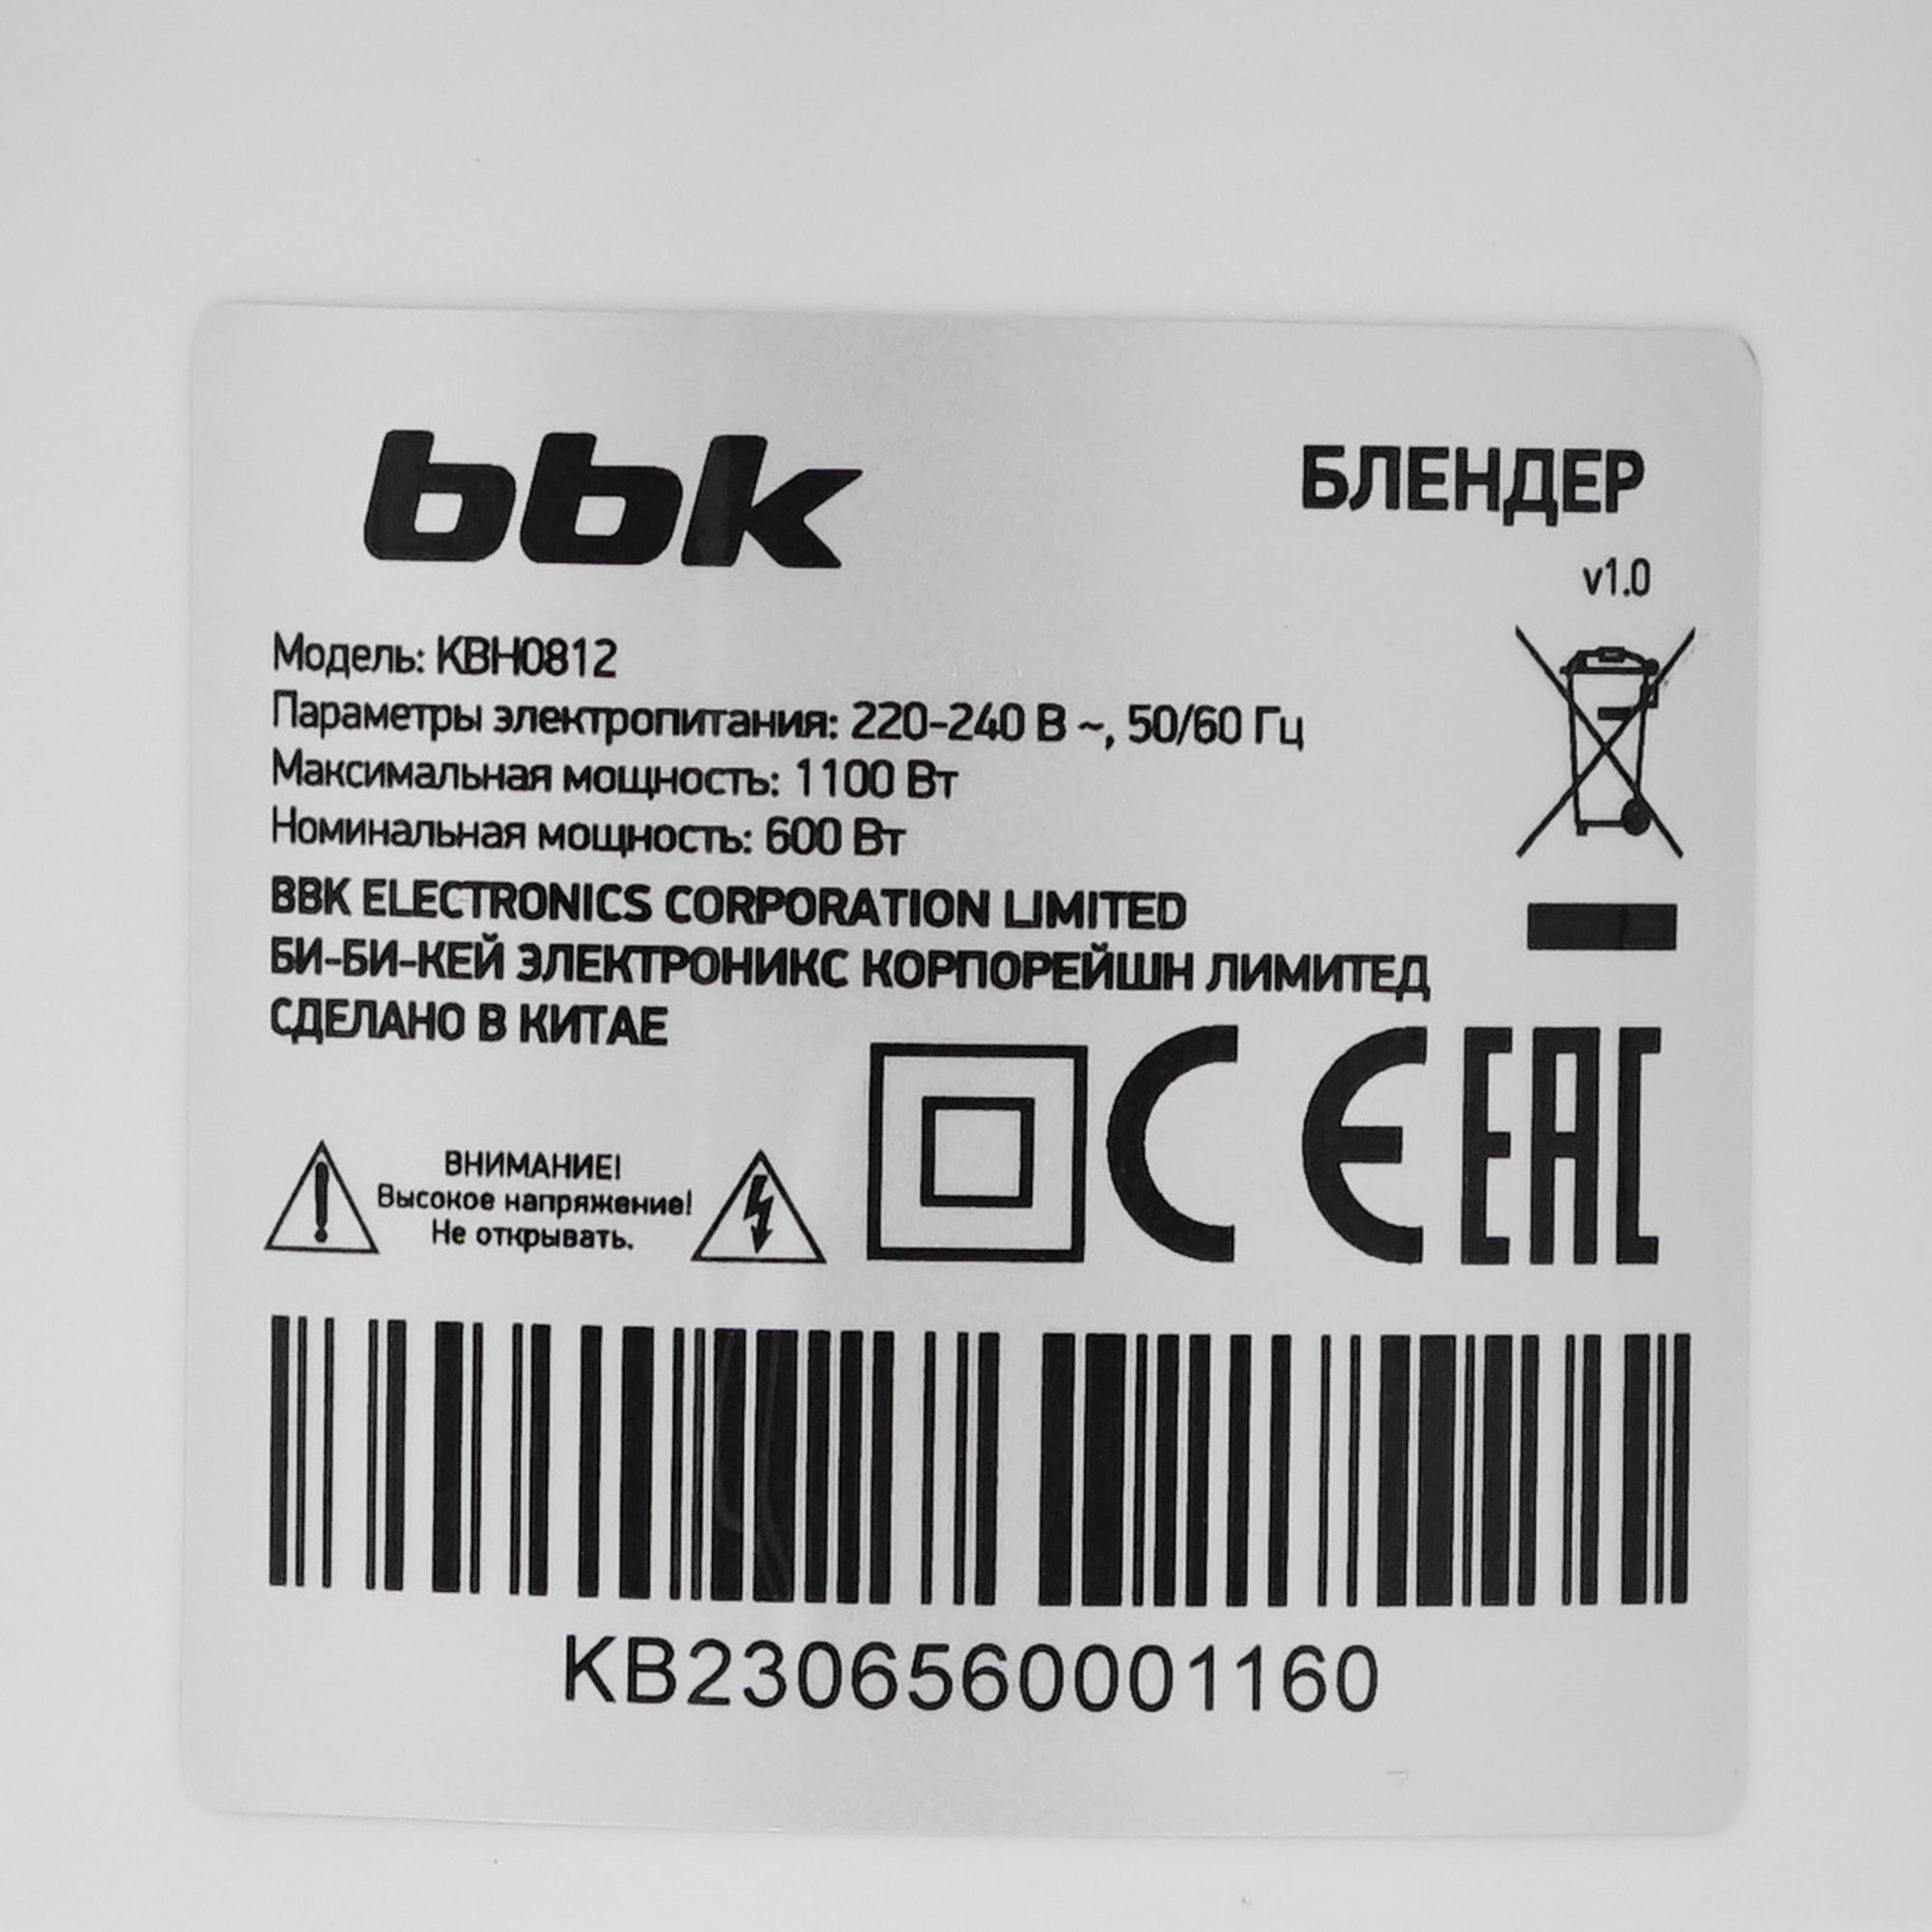 bbk
БЛЕНДЕР
v1.0
Модель: KBH0812
Параметры электропитания: 220-240 В ~, 50/60 Гц
Максимальная мощность: 1100 Вт
Номинальная мощность: 600 Вт
BBK ELECTRONICS CORPORATION LIMITED
БИ-БИ-КЕЙ ЭЛЕКТРОНИКС КОРПОРЕЙШН ЛИМИТЕД
СДЕЛАНО В КИТАЕ
ВНИМАНИЕ!
Высокое напряжение!
Не открывать.
CE EAC
KB2306560001160